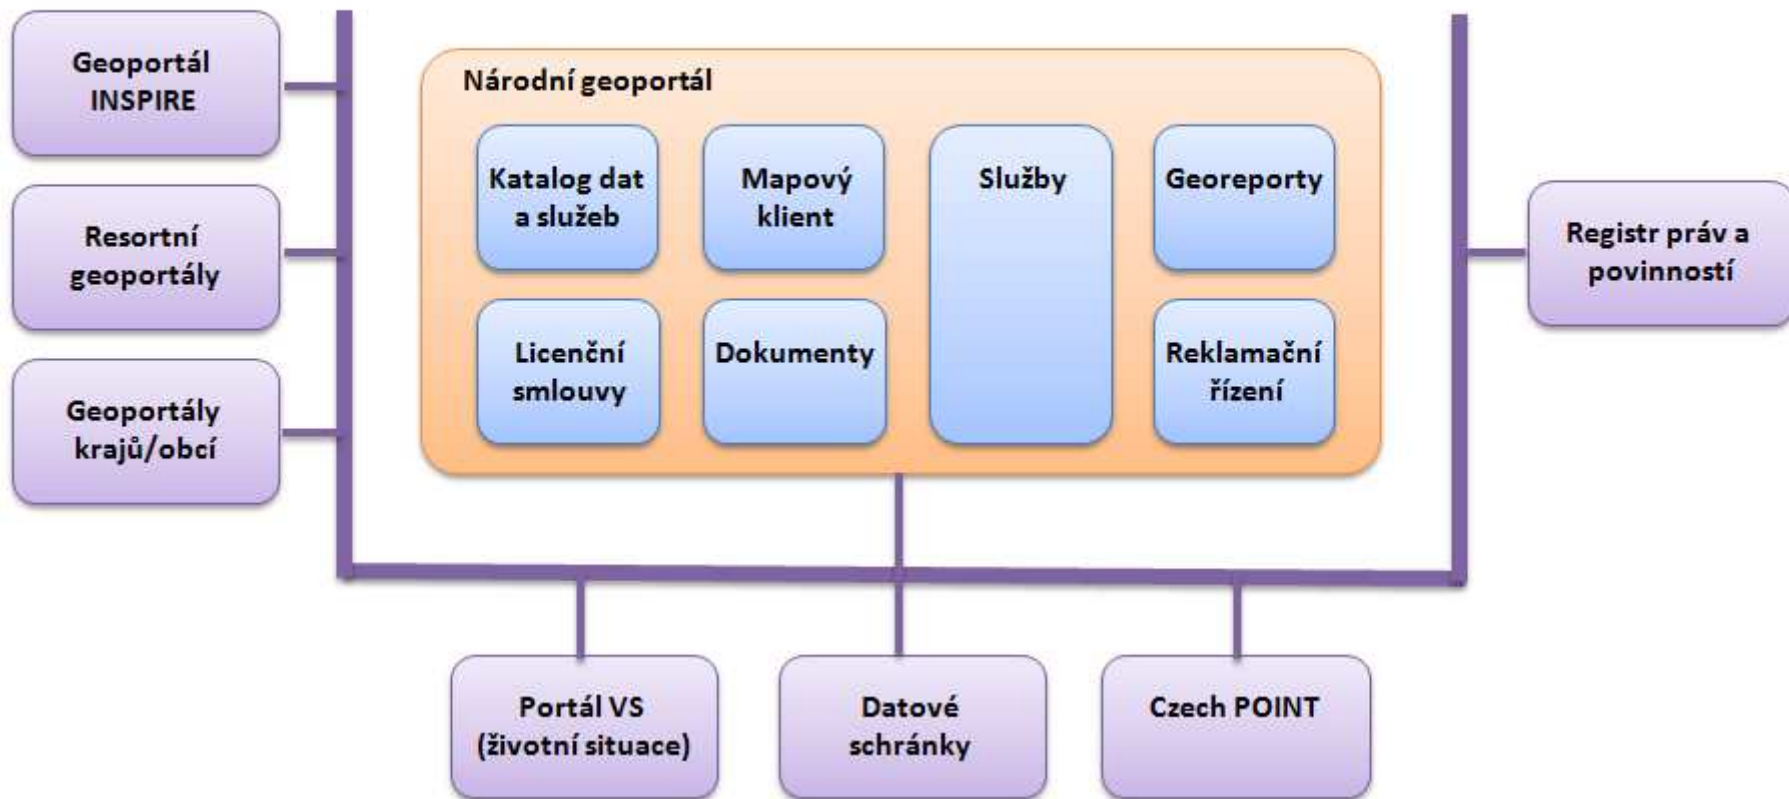 Geoportál
INSPIRE
Resortní
geoportály
Geoportály
krajů/obcí
Národní geoportál
Katalog dat
a služeb
Mapový
klient
Služby
Georeporty
Licenční
smlouvy
Dokumenty
Reklamační
řízení
Registr práv a
povinností
Portál VS
(životní situace)
Datové
schránky
Czech POINT